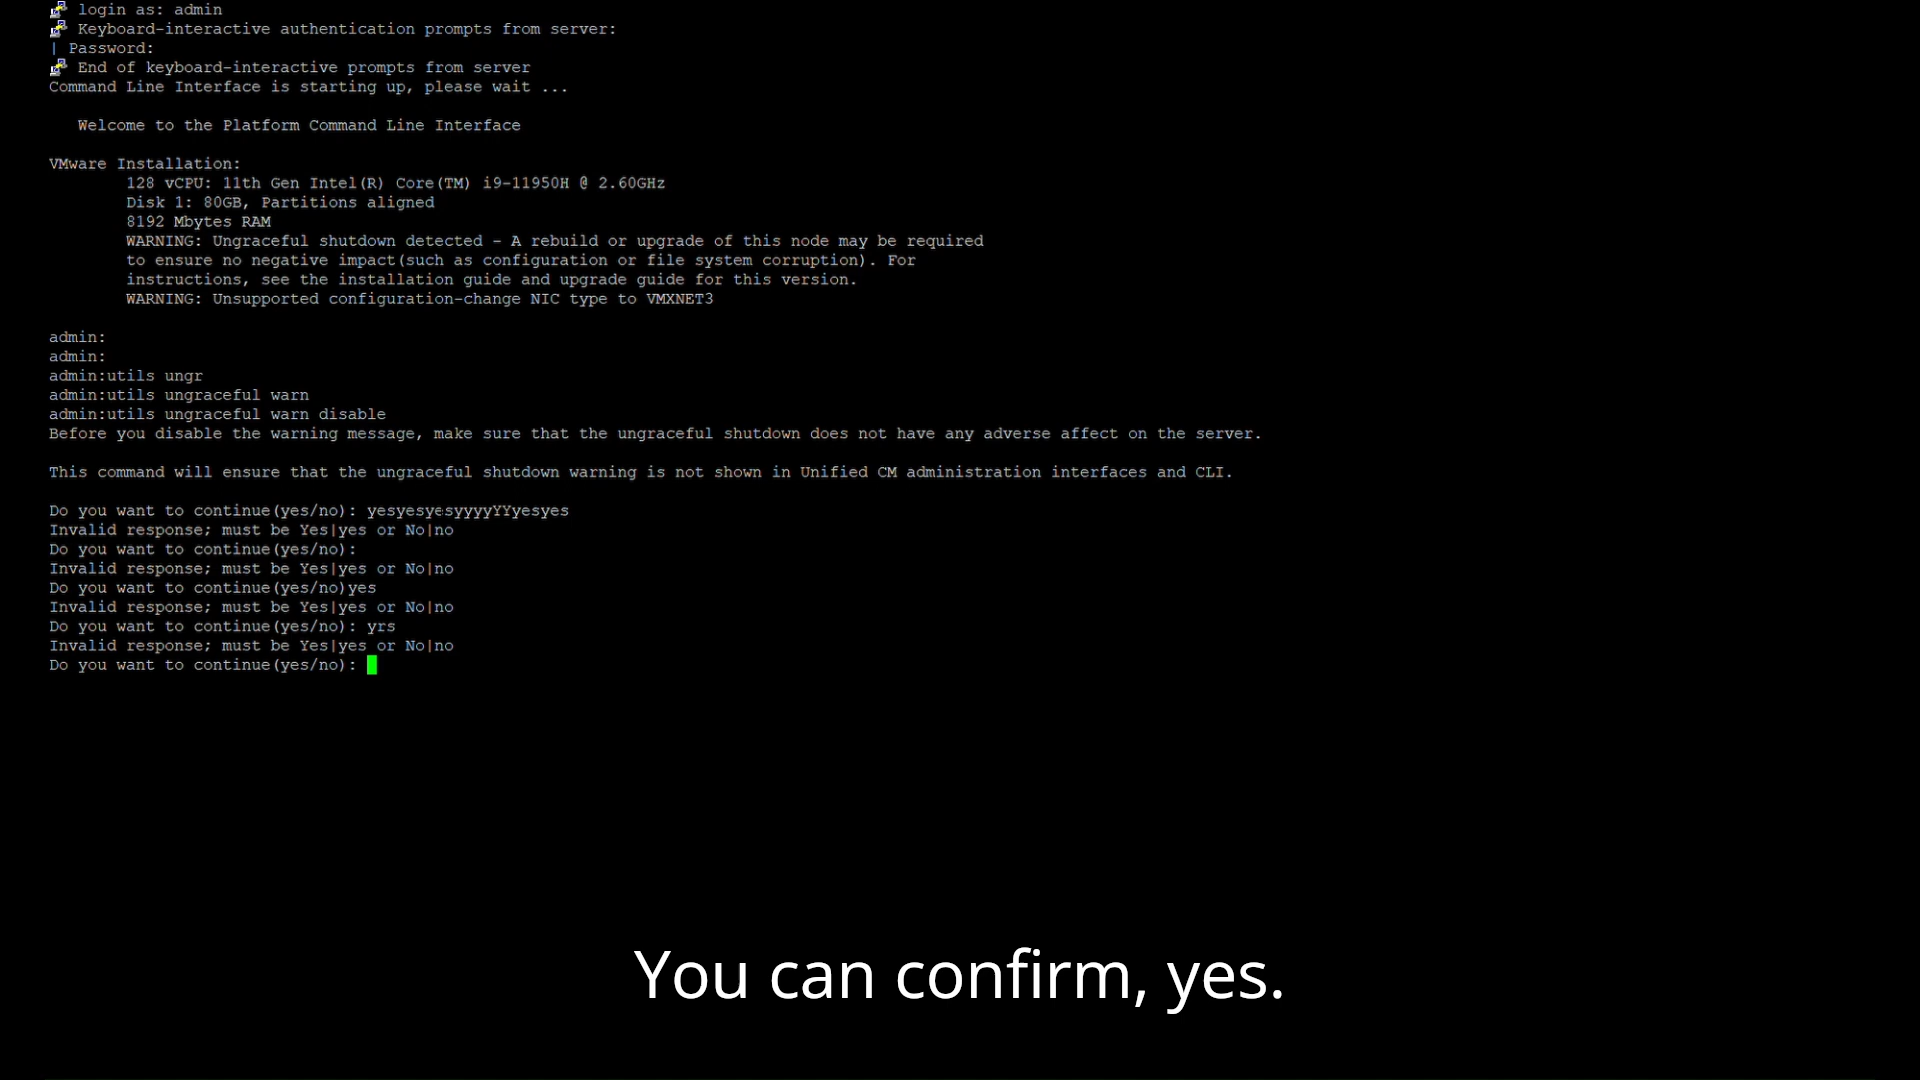 login as: admin
Keyboard-interactive authentication prompts from server:
| Password:
End of keyboard-interactive prompts from server
Command Line Interface is starting up, please wait ...
Welcome to the Platform Command Line Interface
VMware Installation:
128 vCPU: 11th Gen Intel(R) Core(TM) i9-11950H @ 2.60GHz
Disk 1: 80GB, Partitions aligned
8192 Mbytes RAM
WARNING: Ungraceful shutdown detected - A rebuild or upgrade of this node may be required
to ensure no negative impact(such as configuration or file system corruption). For
instructions, see the installation guide and upgrade guide for this version.
WARNING: Unsupported configuration-change NIC type to VMXNET3
admin:
admin:
admin:utils ungr
admin:utils ungraceful warn
admin:utils ungraceful warn disable
Before you disable the warning message, make sure that the ungraceful shutdown does not have any adverse affect on the server.
This command will ensure that the ungraceful shutdown warning is not shown in Unified CM administration interfaces and CLI.
Do you want to continue(yes/no): yesyesyesyyyyYYyesyes
Invalid response; must be Yes|yes or No|no
Do you want to continue(yes/no):
Invalid response; must be Yes|yes or No|no
Do you want to continue(yes/no)yes
Invalid response; must be Yes|yes or No|no
Do you want to continue(yes/no): yrs
Invalid response; must be Yes|yes or No|no
Do you want to continue(yes/no):
You can confirm, yes.